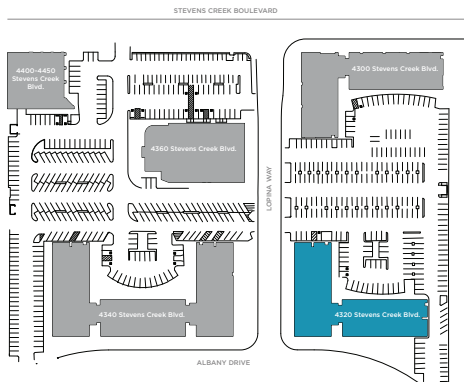 STEVENS CREEK BOULEVARD
4400-4450
Stevens Creek
Blvd.
4300 Stevens Creek Blvd.
4360 Stevens Creek Blvd.
LOPINA WAY
4340 Stevens Creek Blvd.
4320 Stevens Creek Blvd.
ALBANY DRIVE